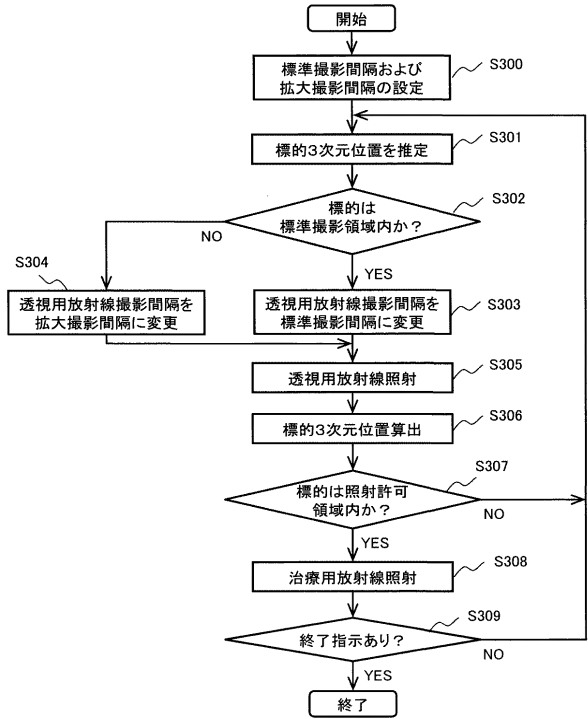 開始
標準撮影間隔および
拡大撮影間隔の設定
S300
標的3次元位置を推定
S301
標的は
標準撮影領域内か?
S302
NO
YES
S304
透視用放射線撮影間隔を
拡大撮影間隔に変更
透視用放射線撮影間隔を
標準撮影間隔に変更
S303
透視用放射線照射
S305
標的3次元位置算出
S306
標的は照射許可
領域内か?
S307
NO
YES
治療用放射線照射
S308
終了指示あり?
S309
NO
YES
終了